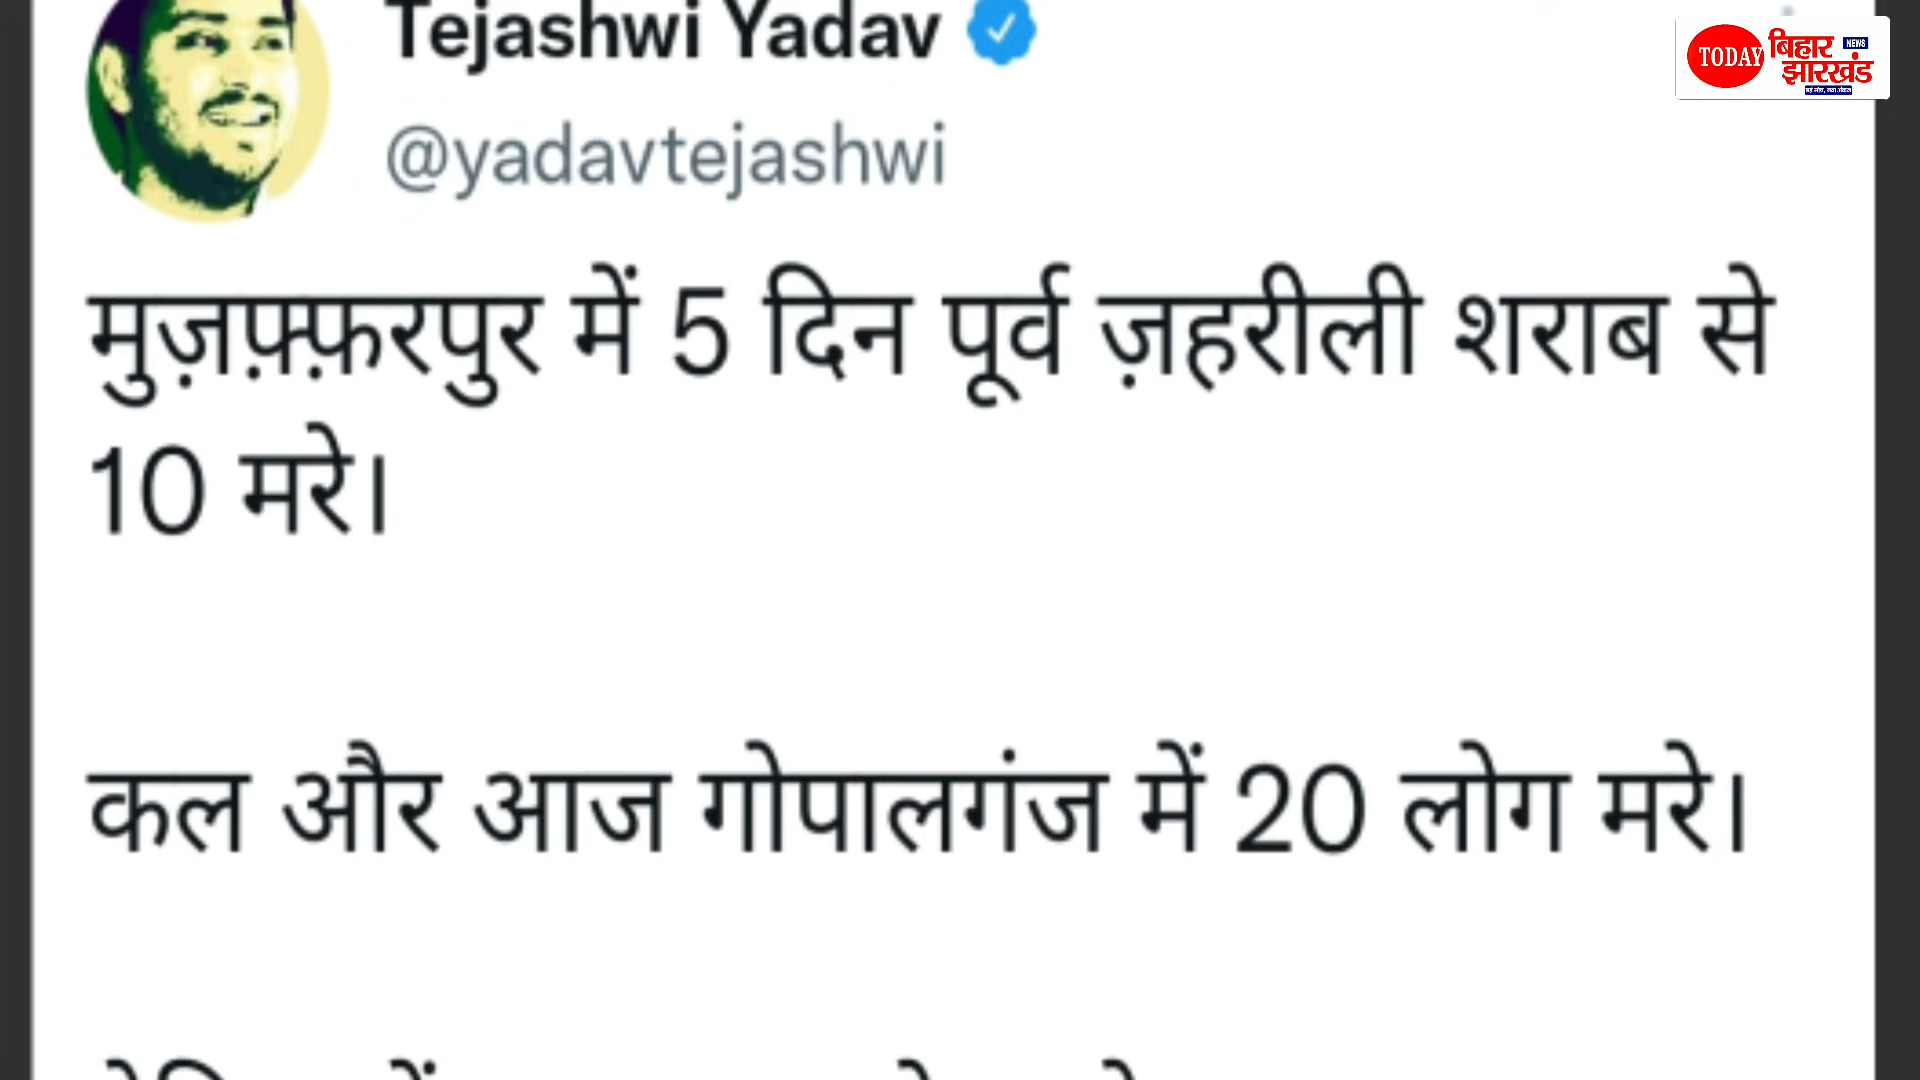 Tejashwi Yadav
@yadavtejashwi
TODAY बिहार NEWS
झारखंड
मुज़फ़्फ़रपुर में 5 दिन पूर्व ज़हरीली शराब से
10 मरे।
कल और आज गोपालगंज में 20 लोग मरे।